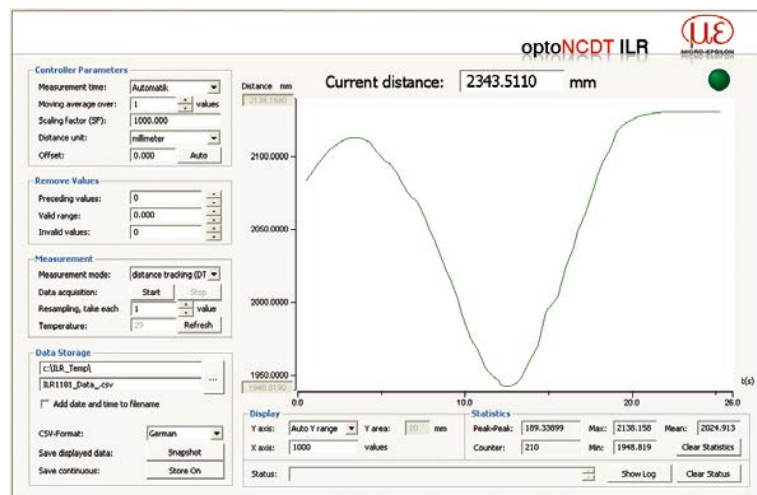 optoNCDT ILR
με
MICRO-EPSILON
Controller Parameters
Measurement time: Automatik
Moving average over: 1 values
Scaling factor (SF): 1000.000
Distance unit: millimeter
Offset: 0.000 Auto
Remove Values
Preceding values: 0
Valid range: 0.000
Invalid values: 0
Measurement
Measurement mode: distance tracking (DT
Data acquisition: Start Stop
Resampling, take each 1 value
Temperature: 29 Refresh
Data Storage
c:\ILR_Temp\
ILR1181_Data_.csv ...
Add date and time to filename
CSV-Format: German
Save displayed data: Snapshot
Save continuous: Store On
Distance mm
Current distance: 2343.5110 mm
2138.1580
2100.0000
2050.0000
2000.0000
1950.0000
1948.8190
t(s)
0.0 10.0 20.0 26.0
Display
Y axis: Auto Y range Y area: 10 mm
X axis: 1000 values
Statistics
Peak-Peak: 189.33899 Max: 2138.158 Mean: 2024.913
Counter: 210 Min: 1948.819 Clear Statistics
Status: Show Log Clear Status